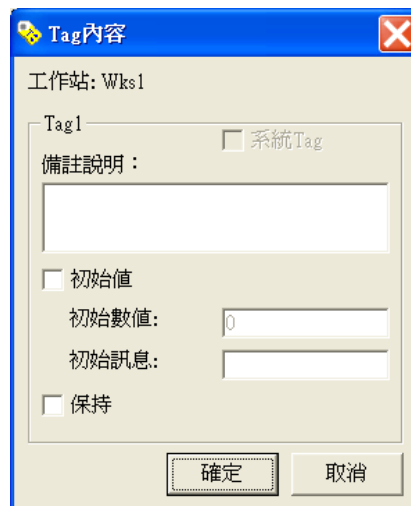 Tag內容
工作站: Wks1
Tag1
系統Tag
備註說明：
初始值
初始數值:
0
初始訊息:
保持
確定
取消